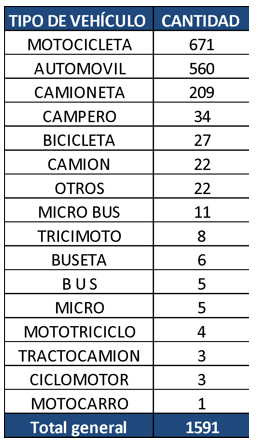 TIPO DE VEHÍCULO CANTIDAD
MOTOCICLETA 671
AUTOMOVIL 560
CAMIONETA 209
CAMPERO 34
BICICLETA 27
CAMION 22
OTROS 22
MICRO BUS 11
TRICIMOTO 8
BUSETA 6
B U S 5
MICRO 5
MOTOTRICICLO 4
TRACTOCAMION 3
CICLOMOTOR 3
MOTOCARRO 1
Total general 1591